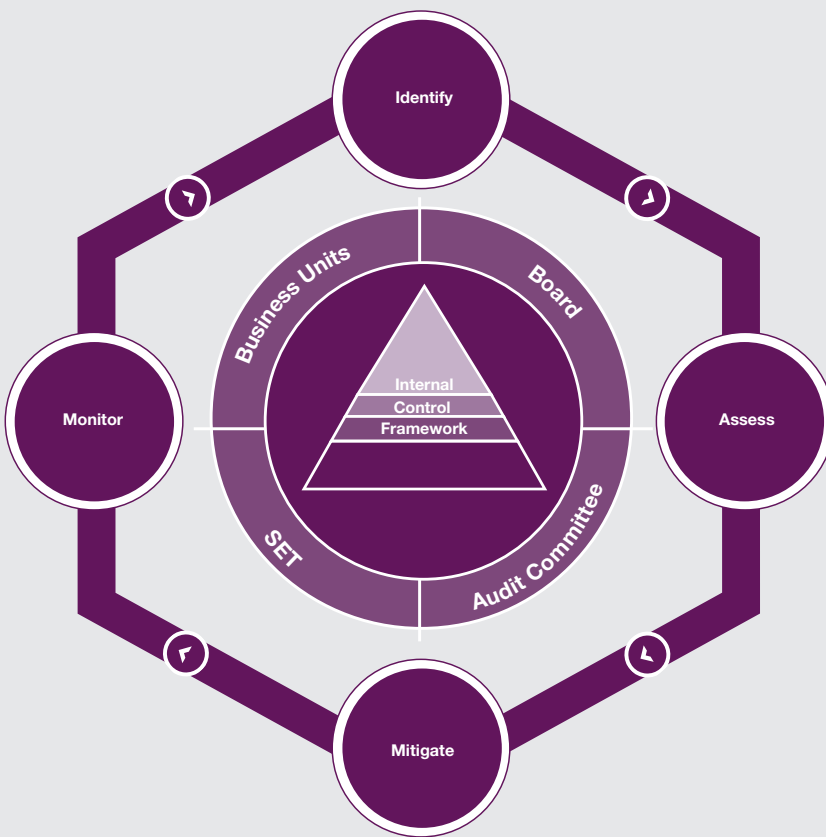 Identify
Business Units
Board
Internal
Control
Framework
Monitor
Assess
SET
Audit Committee
Mitigate